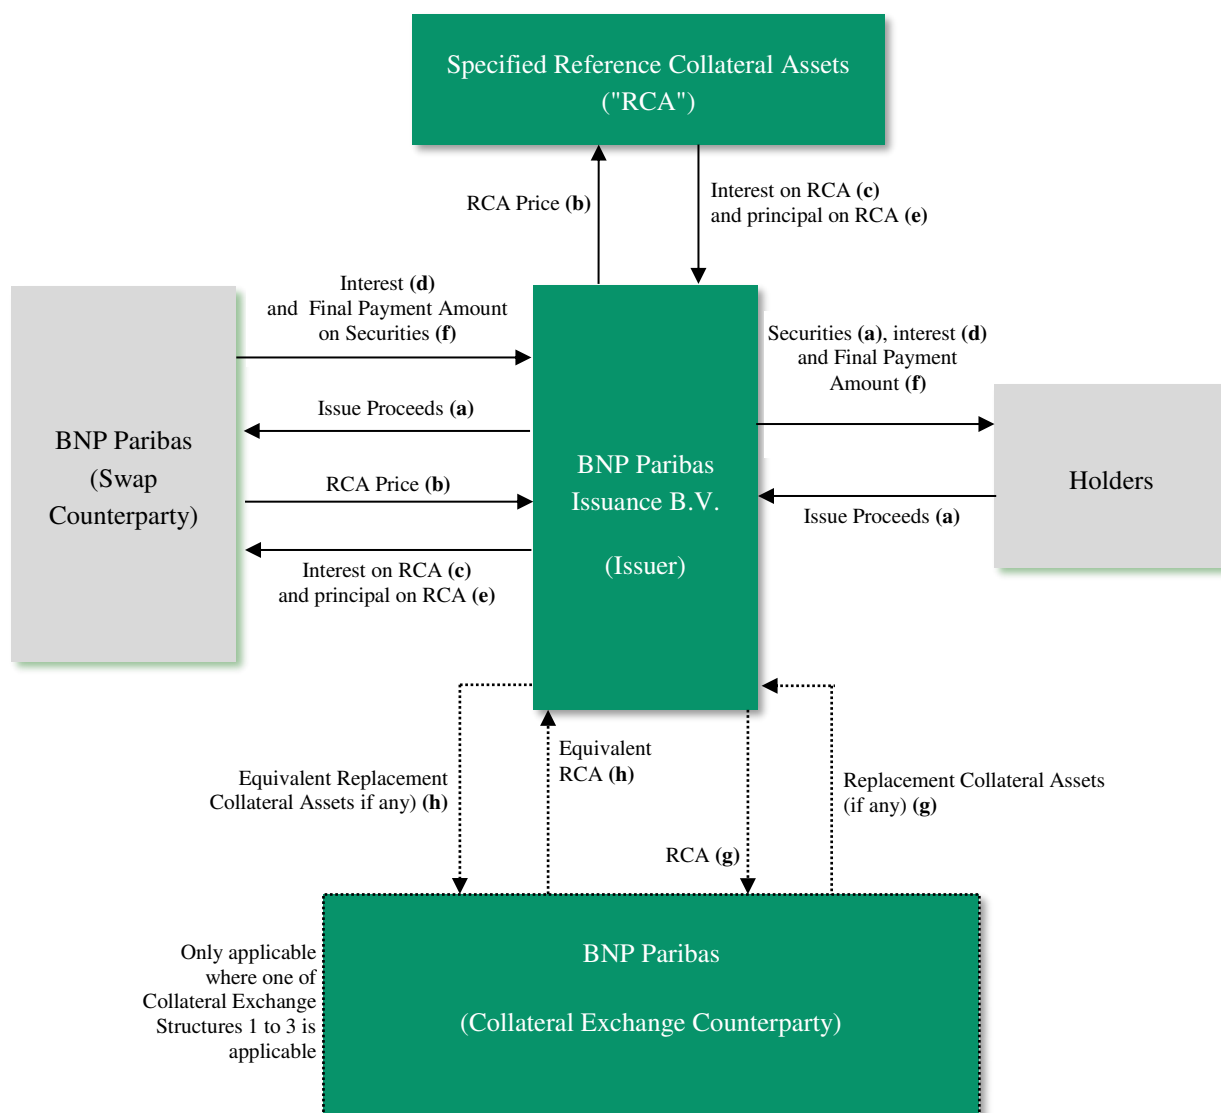 Specified Reference Collateral Assets
("RCA")
RCA Price (b)
Interest on RCA (c)
and principal on RCA (e)
Interest (d)
and Final Payment Amount
on Securities (f)
Issue Proceeds (a)
RCA Price (b)
Interest on RCA (c)
and principal on RCA (e)
BNP Paribas
(Swap
Counterparty)
BNP Paribas
Issuance B.V.
(Issuer)
Securities (a), interest (d)
and Final Payment
Amount (f)
Issue Proceeds (a)
Holders
Equivalent Replacement
Collateral Assets if any) (h)
Equivalent
RCA (h)
RCA (g)
Replacement Collateral Assets
(if any) (g)
Only applicable
where one of
Collateral Exchange
Structures 1 to 3 is
applicable
BNP Paribas
(Collateral Exchange Counterparty)